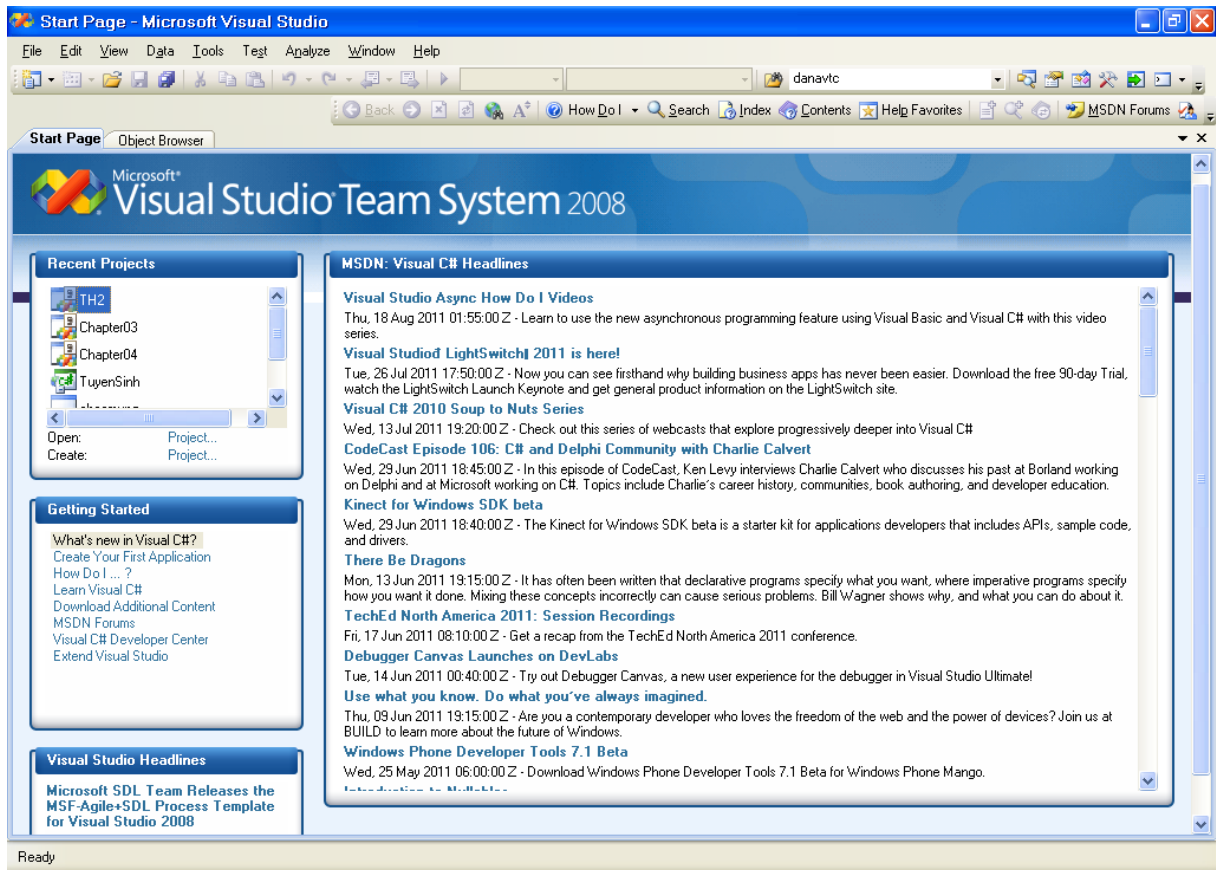 Start Page - Microsoft Visual Studio
File Edit View Data Tools Test Analyze Window Help
danavtc
Back How Do I Search Index Contents Help Favorites MSDN Forums
Start Page Object Browser
Microsoft®
Visual Studio Team System 2008
Recent Projects
TH2
Chapter03
Chapter04
TuyenSinh
Open: Project...
Create: Project...
Getting Started
What's new in Visual C#?
Create Your First Application
How Do I ... ?
Learn Visual C#
Download Additional Content
MSDN Forums
Visual C# Developer Center
Extend Visual Studio
Visual Studio Headlines
Microsoft SDL Team Releases the
MSF-Agile+SDL Process Template
for Visual Studio 2008
MSDN: Visual C# Headlines
Visual Studio Async How Do I Videos
Thu, 18 Aug 2011 01:55:00 Z - Learn to use the new asynchronous programming feature using Visual Basic and Visual C# with this video
series.
Visual Studiođ LightSwitch 2011 is here!
Tue, 26 Jul 2011 17:50:00 Z - Now you can see firsthand why building business apps has never been easier. Download the free 90-day Trial,
watch the LightSwitch Launch Keynote and get general product information on the LightSwitch site.
Visual C# 2010 Soup to Nuts Series
Wed, 13 Jul 2011 19:20:00 Z - Check out this series of webcasts that explore progressively deeper into Visual C#
CodeCast Episode 106: C# and Delphi Community with Charlie Calvert
Wed, 29 Jun 2011 18:45:00 Z - In this episode of CodeCast, Ken Levy interviews Charlie Calvert who discusses his past at Borland working
on Delphi and at Microsoft working on C#. Topics include Charlie´s career history, communities, book authoring, and developer education.
Kinect for Windows SDK beta
Wed, 29 Jun 2011 18:40:00 Z - The Kinect for Windows SDK beta is a starter kit for applications developers that includes APIs, sample code,
and drivers.
There Be Dragons
Mon, 13 Jun 2011 19:15:00 Z - It has often been written that declarative programs specify what you want, where imperative programs specify
how you want it done. Mixing these concepts incorrectly can cause serious problems. Bill Wagner shows why, and what you can do about it.
TechEd North America 2011: Session Recordings
Fri, 17 Jun 2011 08:10:00 Z - Get a recap from the TechEd North America 2011 conference.
Debugger Canvas Launches on DevLabs
Tue, 14 Jun 2011 00:40:00 Z - Try out Debugger Canvas, a new user experience for the debugger in Visual Studio Ultimate!
Use what you know. Do what you´ve always imagined.
Thu, 09 Jun 2011 19:15:00 Z - Are you a contemporary developer who loves the freedom of the web and the power of devices? Join us at
BUILD to learn more about the future of Windows.
Windows Phone Developer Tools 7.1 Beta
Wed, 25 May 2011 06:00:00 Z - Download Windows Phone Developer Tools 7.1 Beta for Windows Phone Mango.
Ready